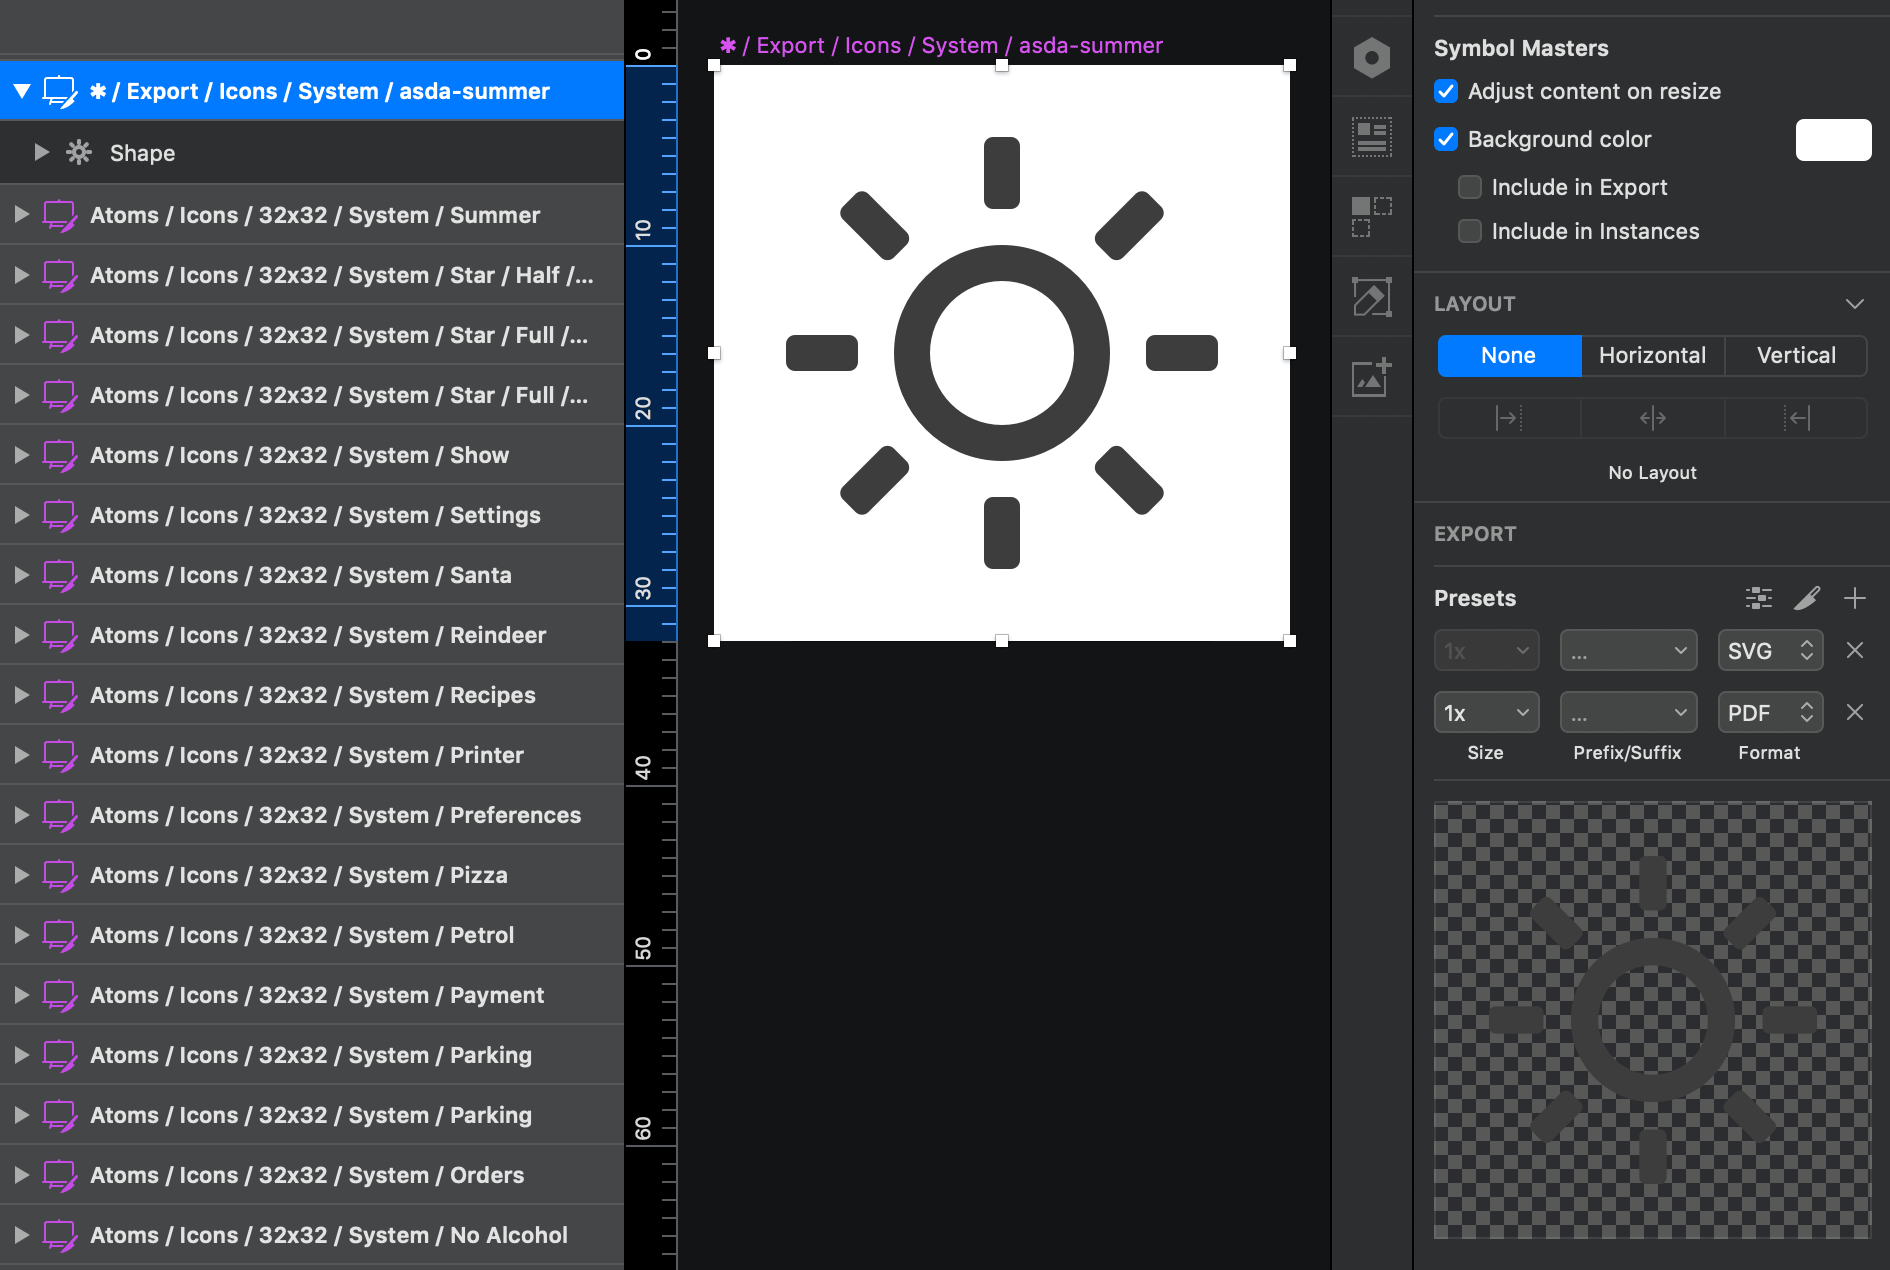 ✱ / Export / Icons / System / asda-summer
Shape
Atoms / Icons / 32x32 / System / Summer
Atoms / Icons / 32x32 / System / Star / Half /...
Atoms / Icons / 32x32 / System / Star / Full /...
Atoms / Icons / 32x32 / System / Star / Full /...
Atoms / Icons / 32x32 / System / Show
Atoms / Icons / 32x32 / System / Settings
Atoms / Icons / 32x32 / System / Santa
Atoms / Icons / 32x32 / System / Reindeer
Atoms / Icons / 32x32 / System / Recipes
Atoms / Icons / 32x32 / System / Printer
Atoms / Icons / 32x32 / System / Preferences
Atoms / Icons / 32x32 / System / Pizza
Atoms / Icons / 32x32 / System / Petrol
Atoms / Icons / 32x32 / System / Payment
Atoms / Icons / 32x32 / System / Parking
Atoms / Icons / 32x32 / System / Parking
Atoms / Icons / 32x32 / System / Orders
Atoms / Icons / 32x32 / System / No Alcohol
0
10
20
30
40
50
60
✱ / Export / Icons / System / asda-summer
Symbol Masters
Adjust content on resize
Background color
Include in Export
Include in Instances
LAYOUT
None Horizontal Vertical
No Layout
EXPORT
Presets
1x ... SVG
1x ... PDF
Size Prefix/Suffix Format